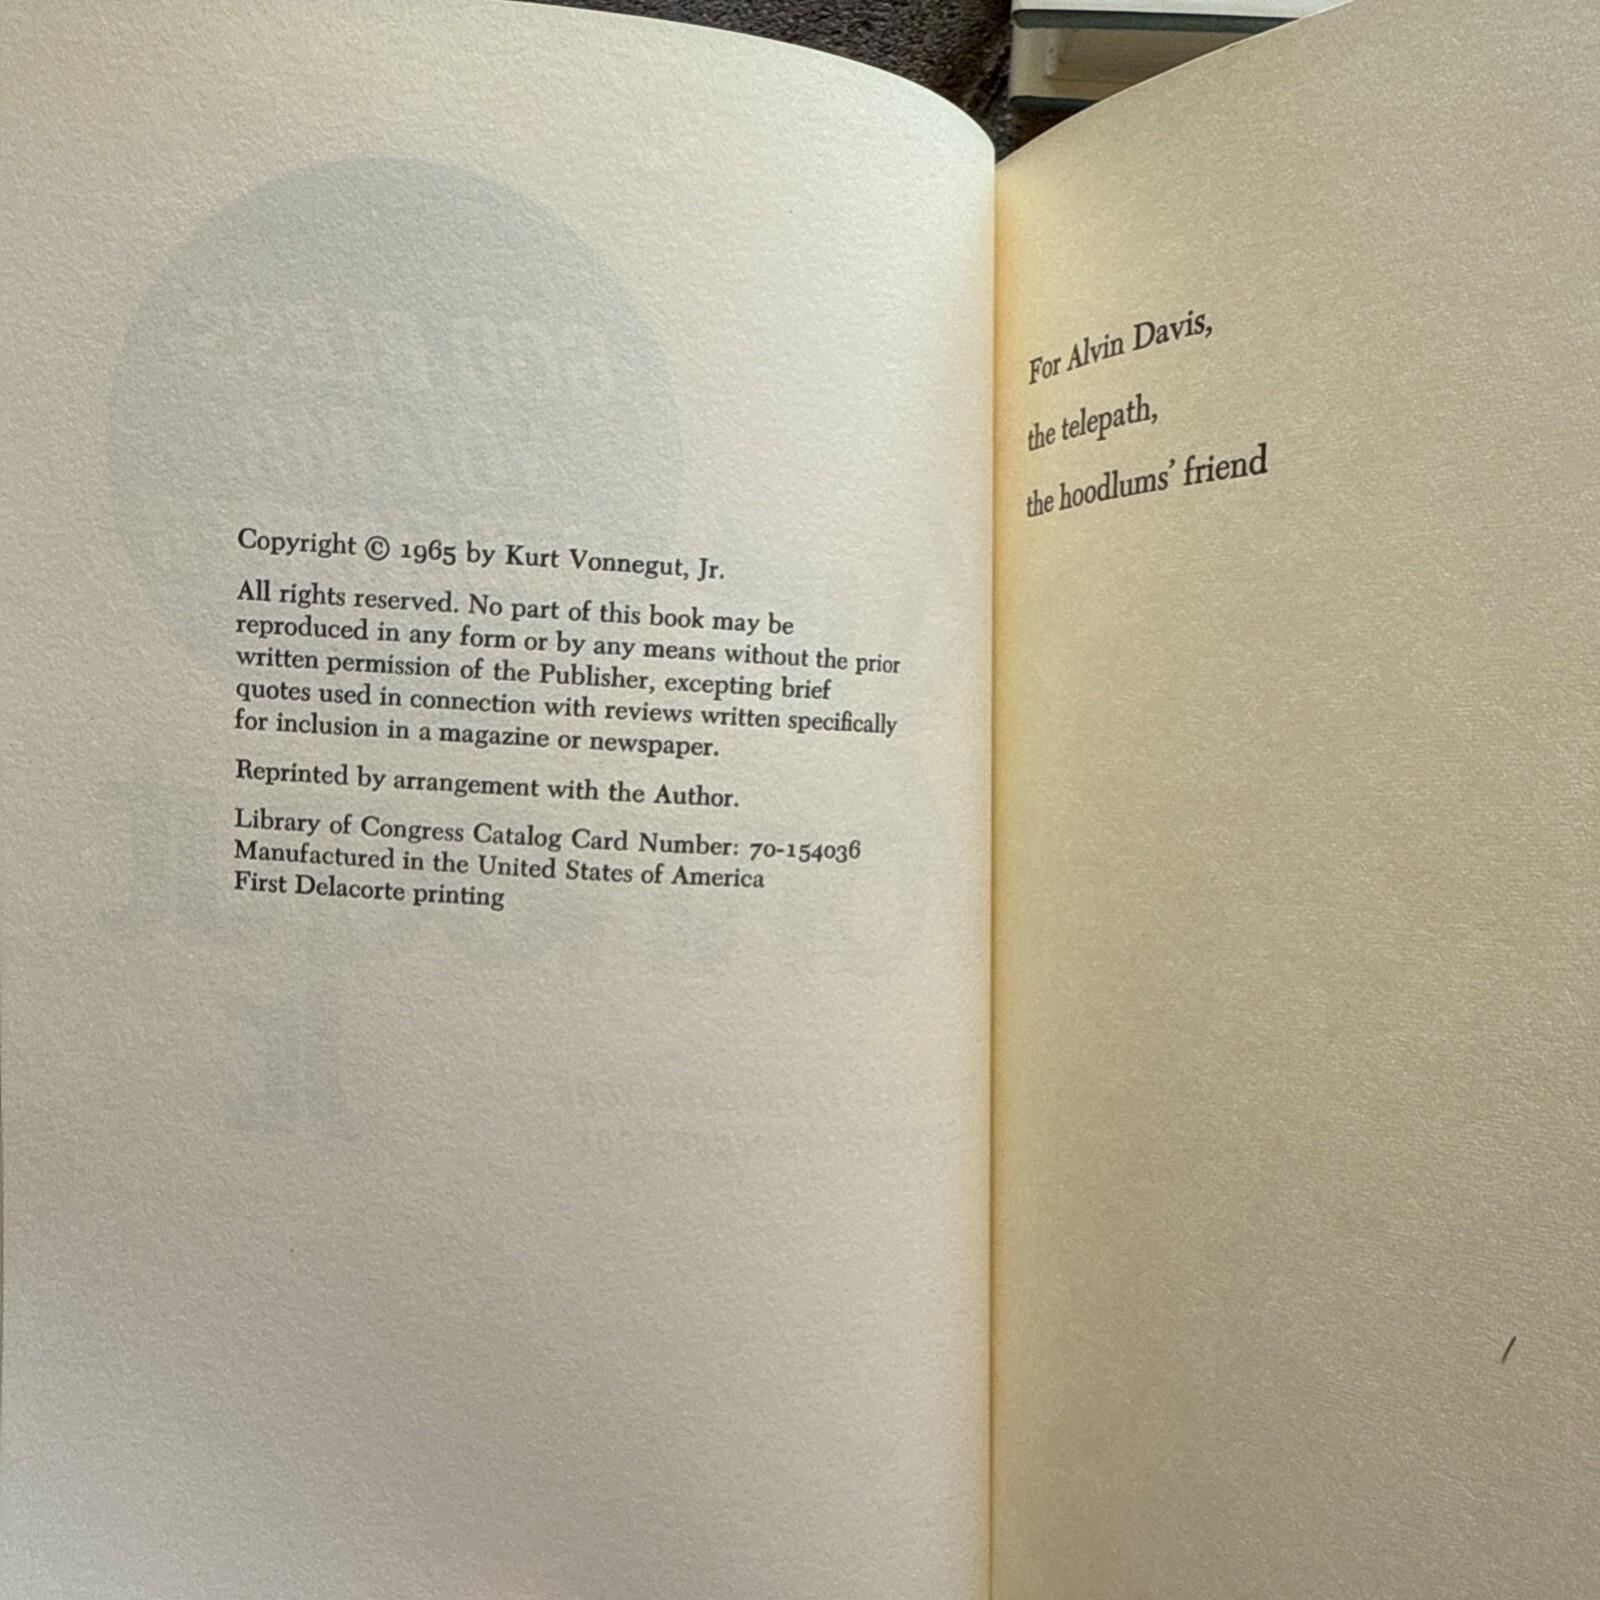 Copyright © 1965 by Kurt Vonnegut, Jr.
All rights reserved. No part of this book may be
reproduced in any form or by any means without the prior
written permission of the Publisher, excepting brief
quotes used in connection with reviews written specifically
for inclusion in a magazine or newspaper.
Reprinted by arrangement with the Author.
Library of Congress Catalog Card Number: 70-154036
Manufactured in the United States of America
First Delacorte printing
For Alvin Davis,
the telepath,
the hoodlums’ friend